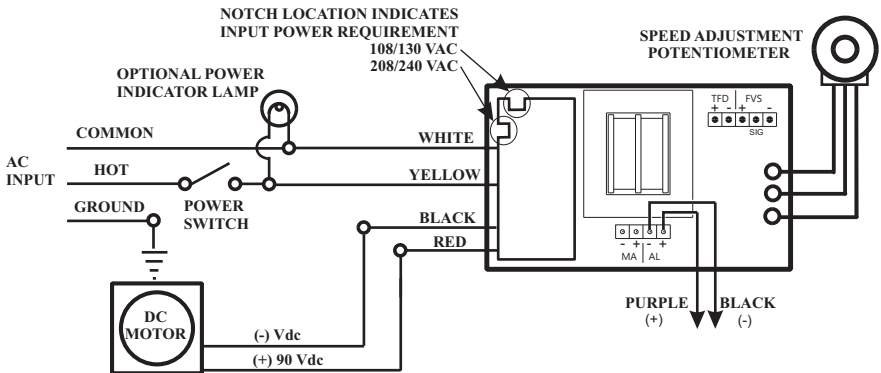 NOTCH LOCATION INDICATES
INPUT POWER REQUIREMENT
108/130 VAC
208/240 VAC
SPEED ADJUSTMENT
POTENTIOMETER
OPTIONAL POWER
INDICATOR LAMP
TFD FVS
+ - + -
SIG
COMMON
WHITE
AC
INPUT
HOT
YELLOW
POWER
SWITCH
GROUND
BLACK
RED
- + - +
MA AL
PURPLE
(+)
BLACK
(-)
DC
MOTOR
(-) Vdc
(+) 90 Vdc